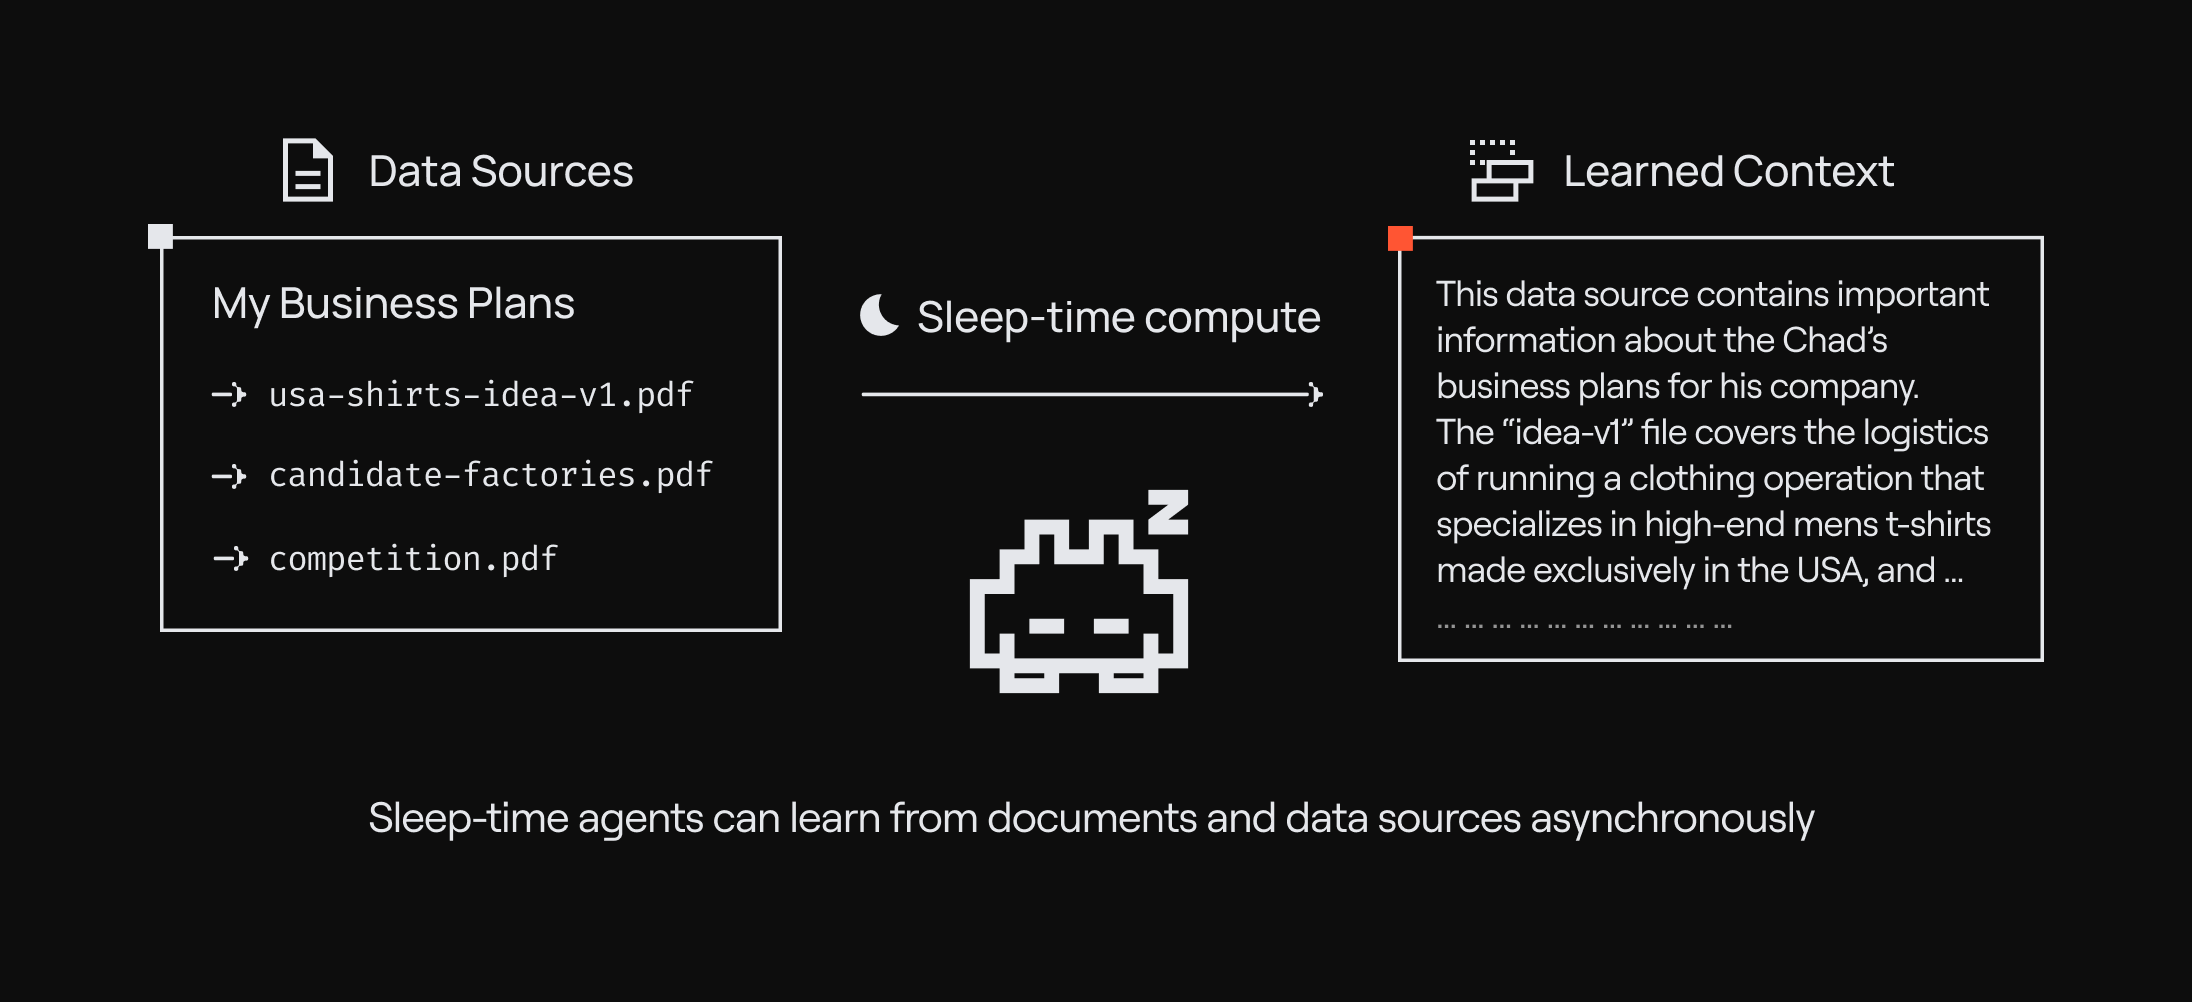 Data Sources
My Business Plans
usa-shirts-idea-v1.pdf
candidate-factories.pdf
competition.pdf
Sleep-time compute
Z
Learned Context
This data source contains important
information about the Chad’s
business plans for his company.
The “idea-v1” file covers the logistics
of running a clothing operation that
specializes in high-end mens t-shirts
made exclusively in the USA, and ...
... ... ... ... ... ... ... ... ... ... ...
Sleep-time agents can learn from documents and data sources asynchronously